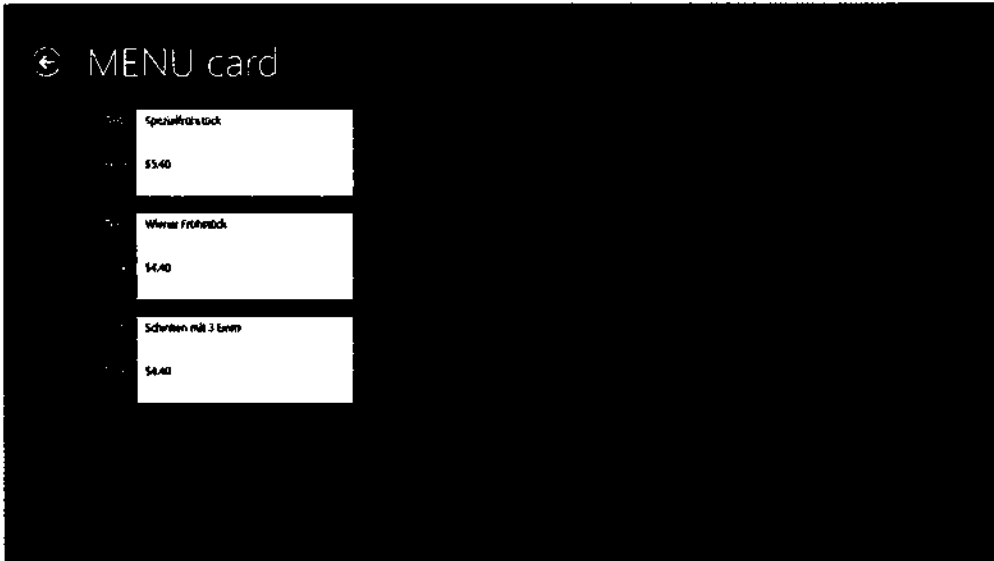 MENU card
Spezialfrühstück
$5.40
Wiener Frühstück
$4.40
Schinken mit 3 Eiern
$4.40